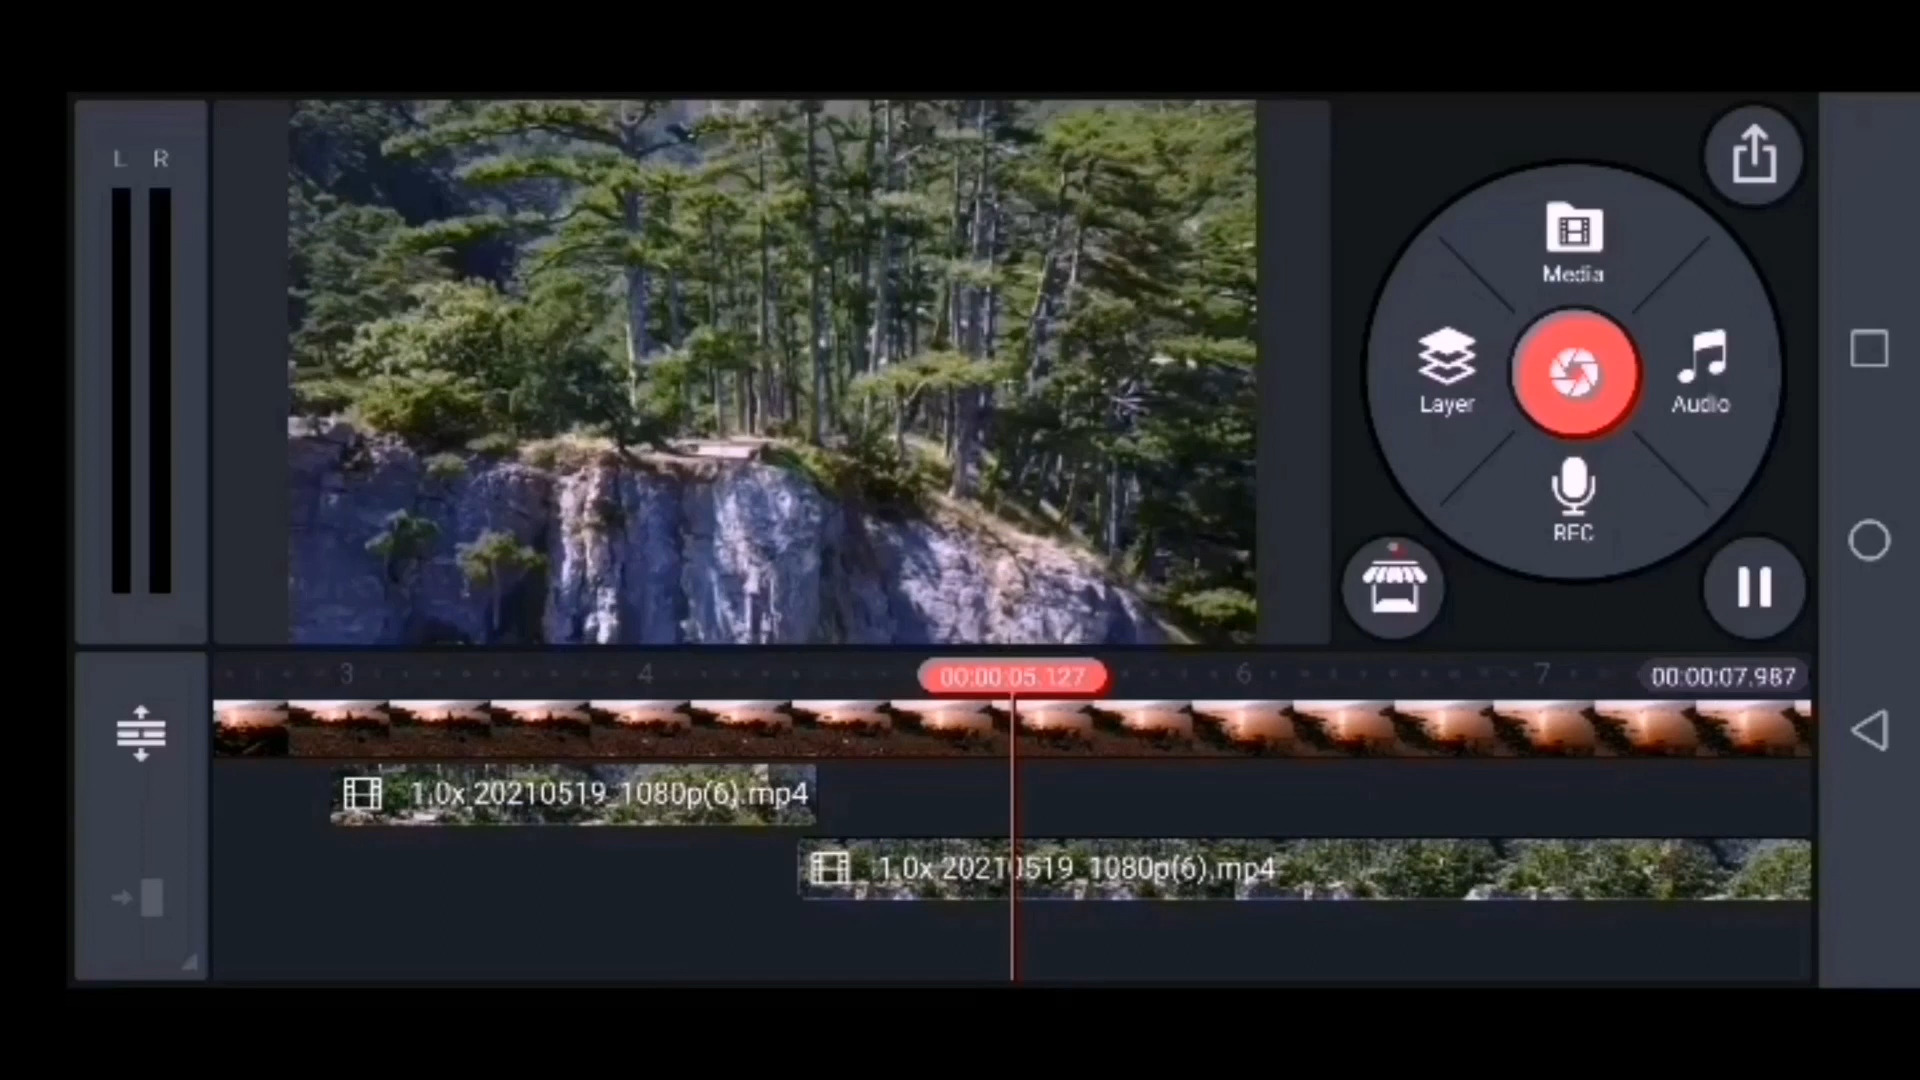 L R
Media
Layer
Audio
REC
3 4 00:00:05.127 6 7 00:00:07.987
1.0x 20210519_1080p(6).mp4
1.0x 20210519_1080p(6).mp4